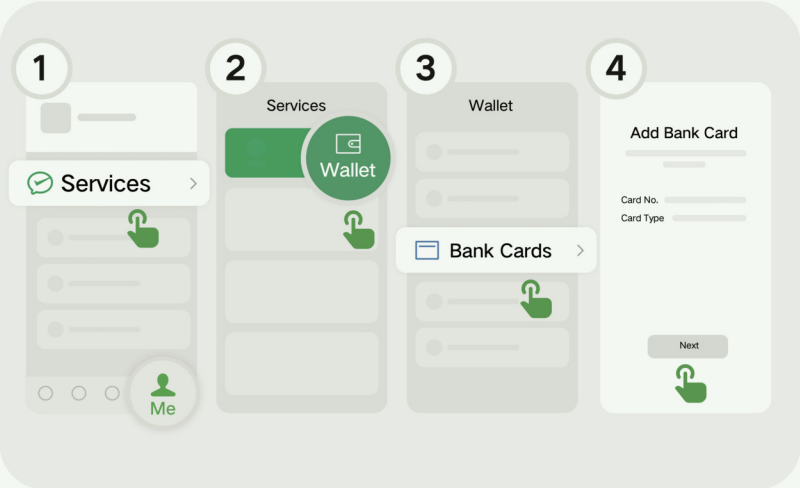 1
Services
Me
2
Services
Wallet
3
Wallet
Bank Cards
4
Add Bank Card
Card No.
Card Type
Next